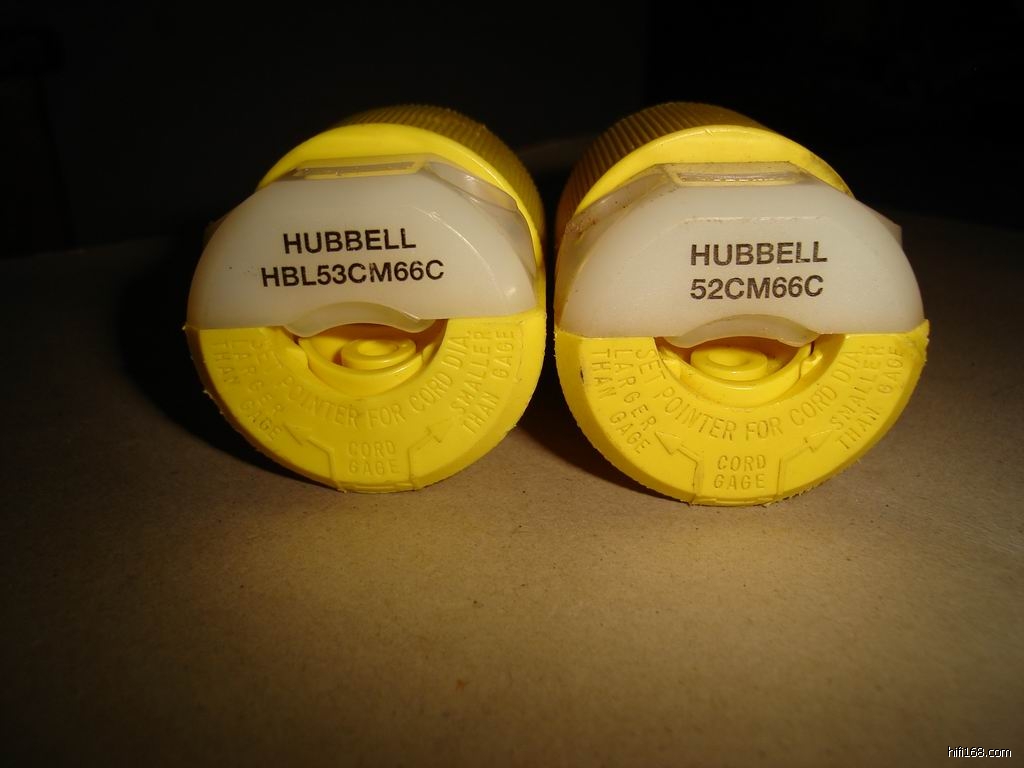 HUBBELL
HBL53CM66C
SET POINTER FOR CORD DIA.
LARGER
THAN GAGE
SMALLER
THAN GAGE
CORD
GAGE
HUBBELL
52CM66C
SET POINTER FOR CORD DIA.
LARGER
THAN GAGE
SMALLER
THAN GAGE
CORD
GAGE
hifi168.com